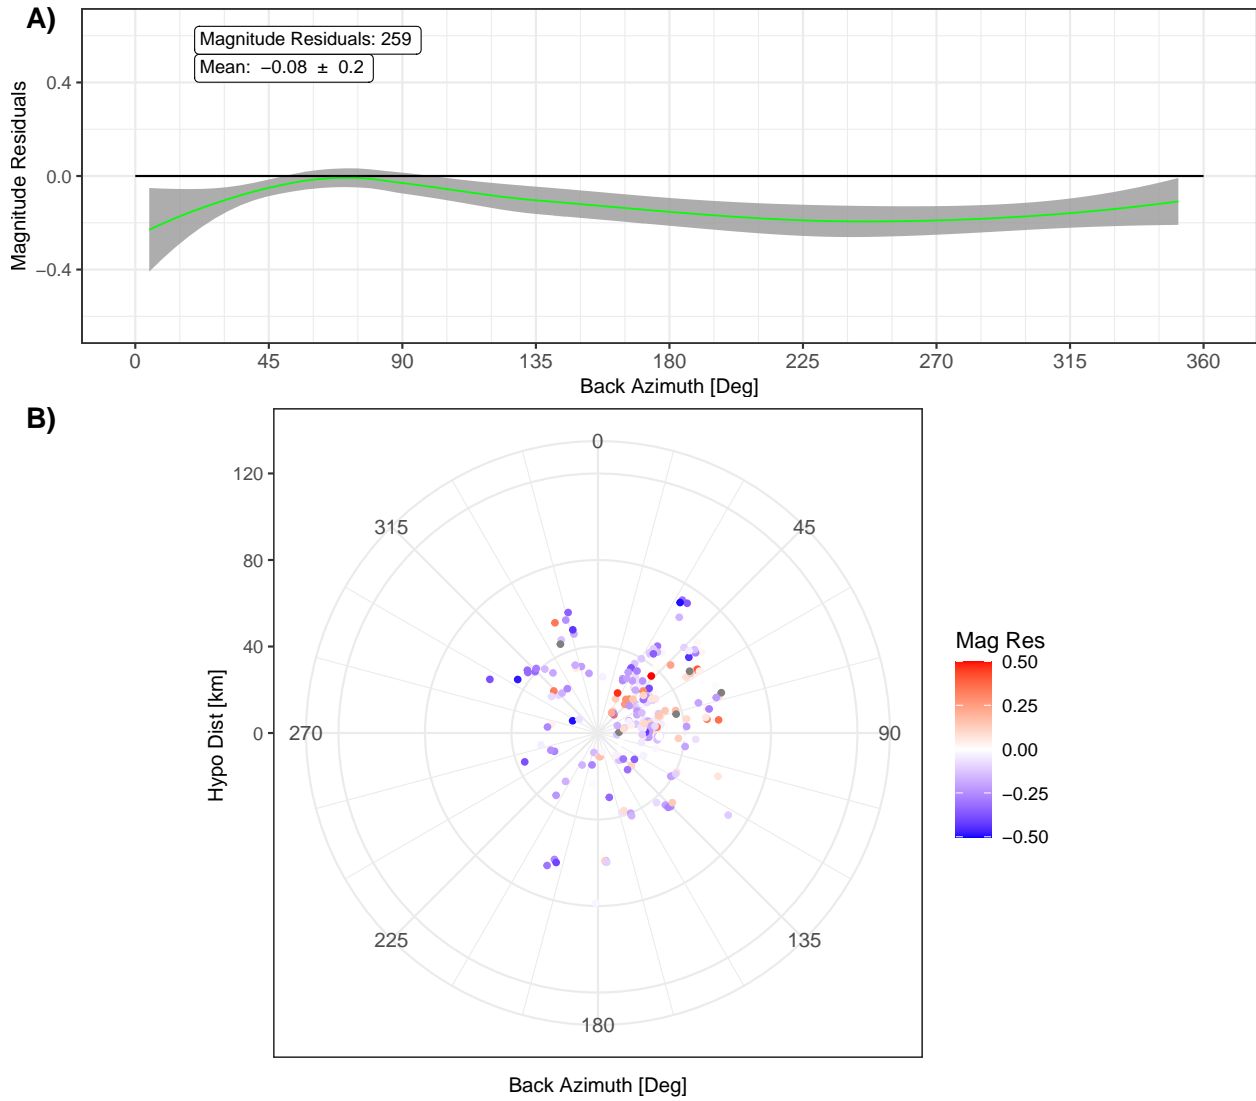 A)
Magnitude Residuals: 259
Mean: −0.08 ± 0.2
Magnitude Residuals
0.4
0.0
−0.4
0 45 90 135 180 225 270 315 360
Back Azimuth [Deg]
B)
Hypo Dist [km]
120
80
40
0
0
45
90
135
180
225
270
315
Back Azimuth [Deg]
Mag Res
0.50
0.25
0.00
−0.25
−0.50